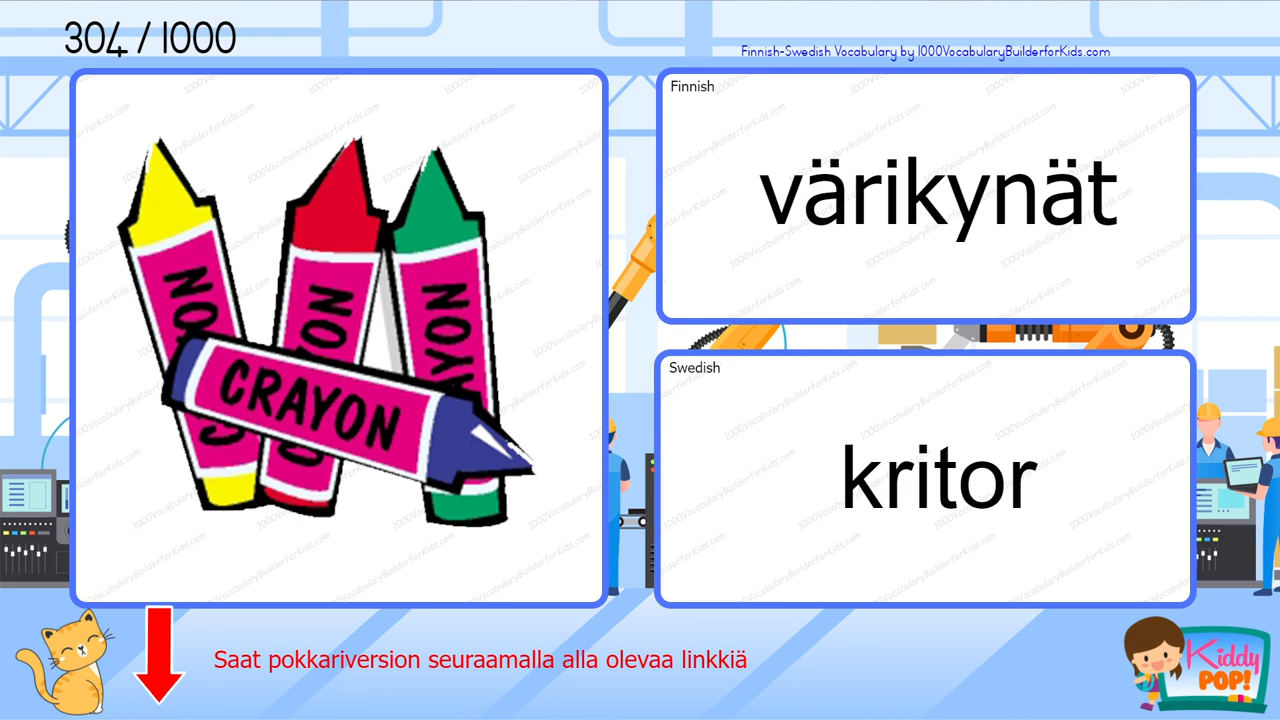 304 / 1000
Finnish-Swedish Vocabulary by 1000VocabularyBuilderforKids.com
Finnish
värikynät
CRAYON
Swedish
kritor
Saat pokkariversion seuraamalla alla olevaa linkkiä
Kiddy
POP!